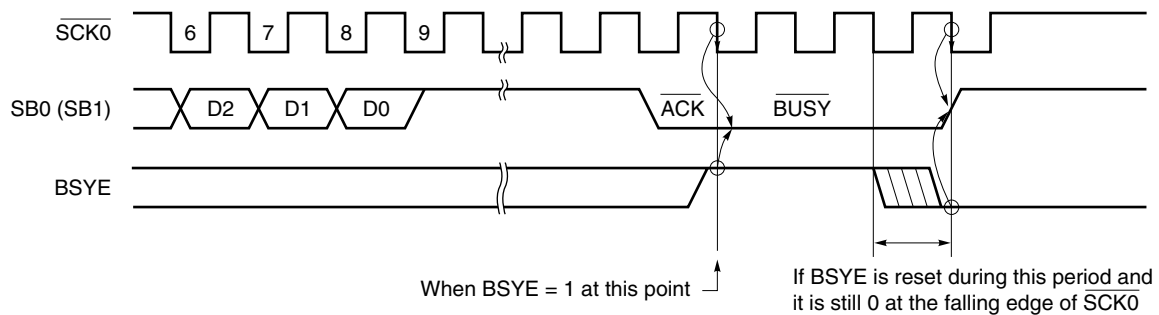 SCK0
6 7 8 9
SB0 (SB1)
D2 D1 D0 ACK BUSY
BSYE
When BSYE = 1 at this point
If BSYE is reset during this period and
it is still 0 at the falling edge of SCK0